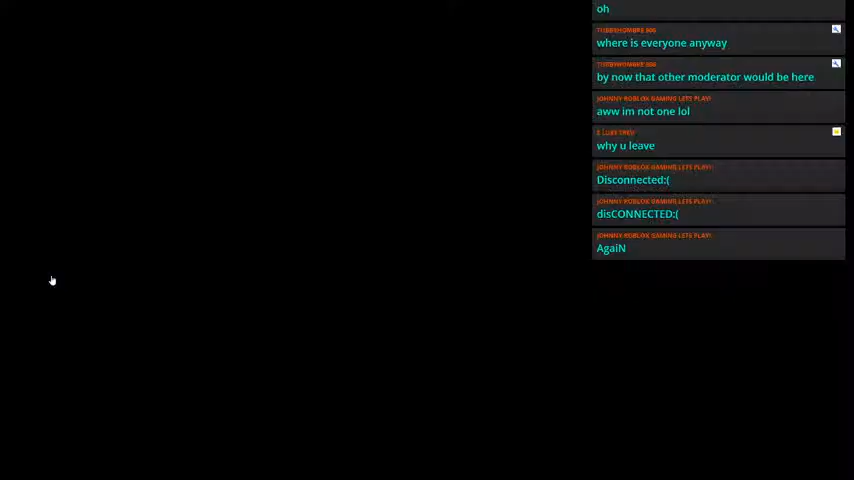 oh
where is everyone anyway
by now that other moderator would be here
JOHNNY ROBLOX GAMING LETS PLAY!
aww im not one lol
why u leave
JOHNNY ROBLOX GAMING LETS PLAY!
Disconnected:(
JOHNNY ROBLOX GAMING LETS PLAY!
disCONNECTED:(
JOHNNY ROBLOX GAMING LETS PLAY!
AgaiN